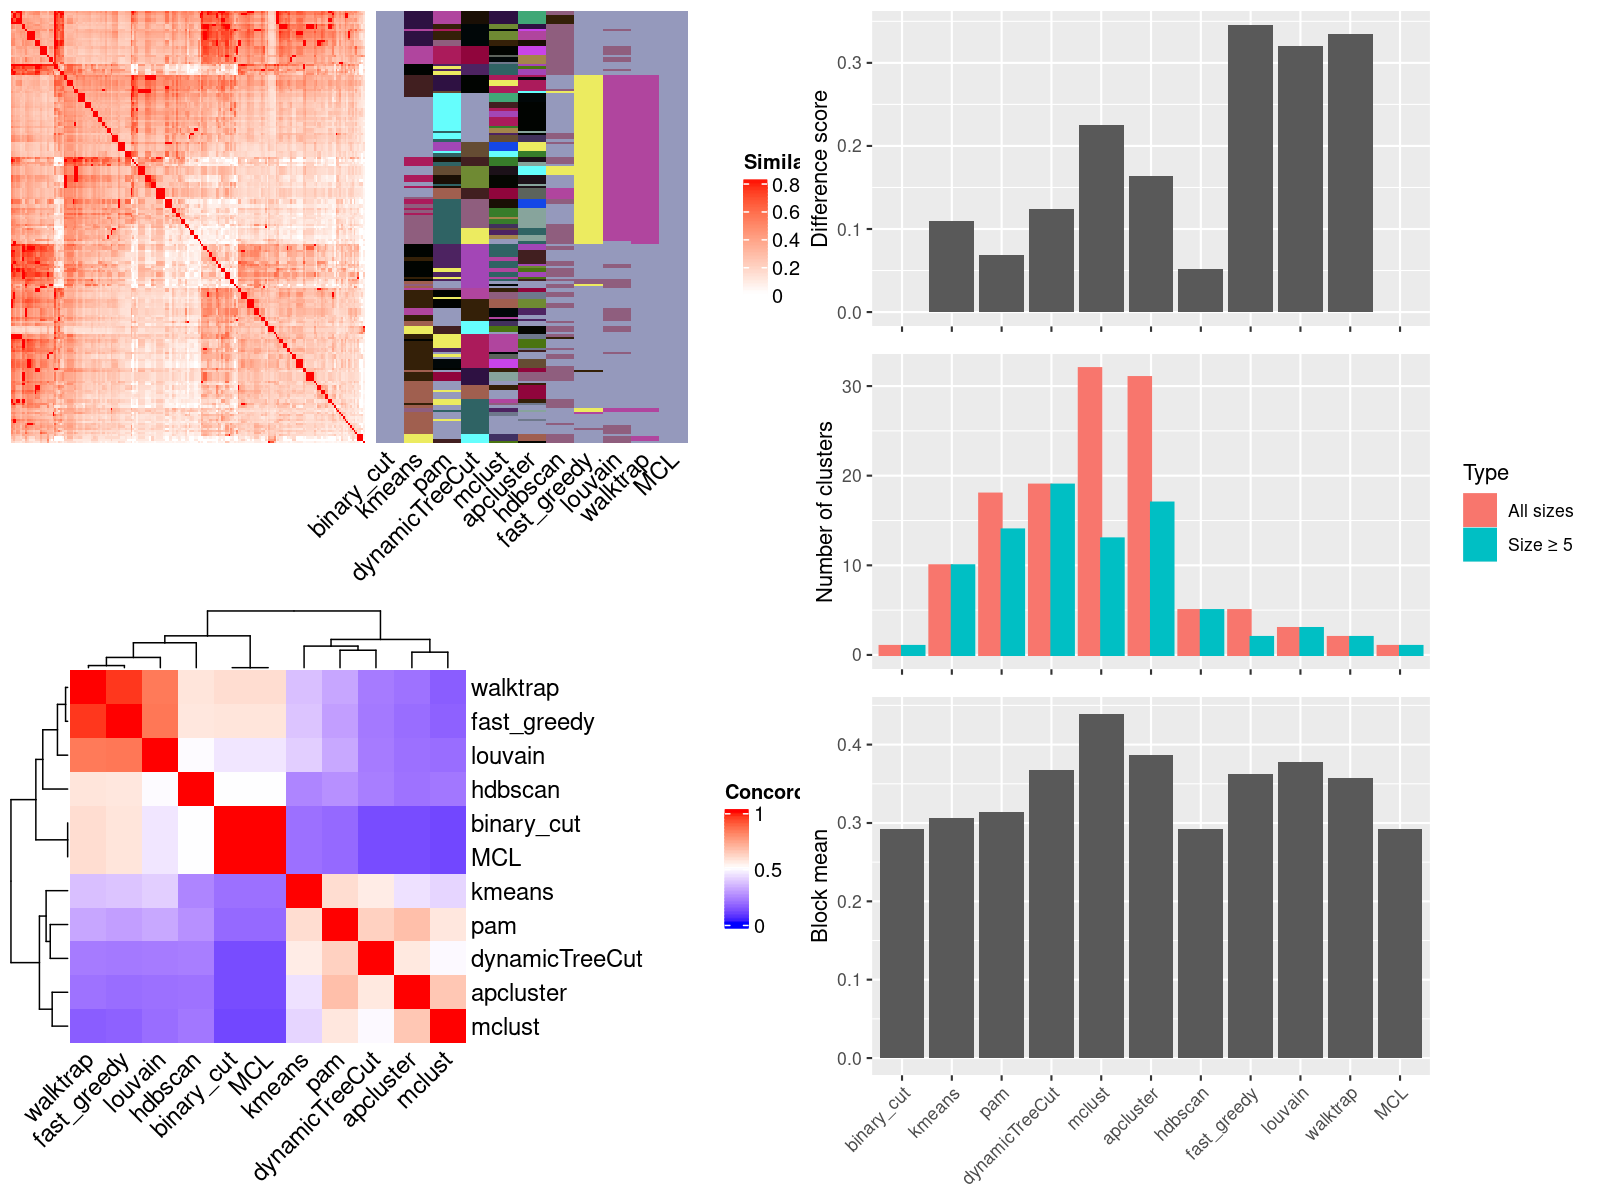 Simila
0.8
0.6
0.4
0.2
0
binary_cut
kmeans
pam
dynamicTreeCut
mclust
apcluster
hdbscan
fast_greedy
louvain
walktrap
MCL
Difference score
0.3
0.2
0.1
0.0
Number of clusters
30
20
10
0
Type
All sizes
Size ≥ 5
Block mean
0.4
0.3
0.2
0.1
0.0
binary_cut
kmeans
pam
dynamicTreeCut
mclust
apcluster
hdbscan
fast_greedy
louvain
walktrap
MCL
walktrap
fast_greedy
louvain
hdbscan
binary_cut
MCL
kmeans
pam
dynamicTreeCut
apcluster
mclust
walktrap
fast_greedy
louvain
hdbscan
binary_cut
MCL
kmeans
pam
dynamicTreeCut
apcluster
mclust
Concord
1
0.5
0